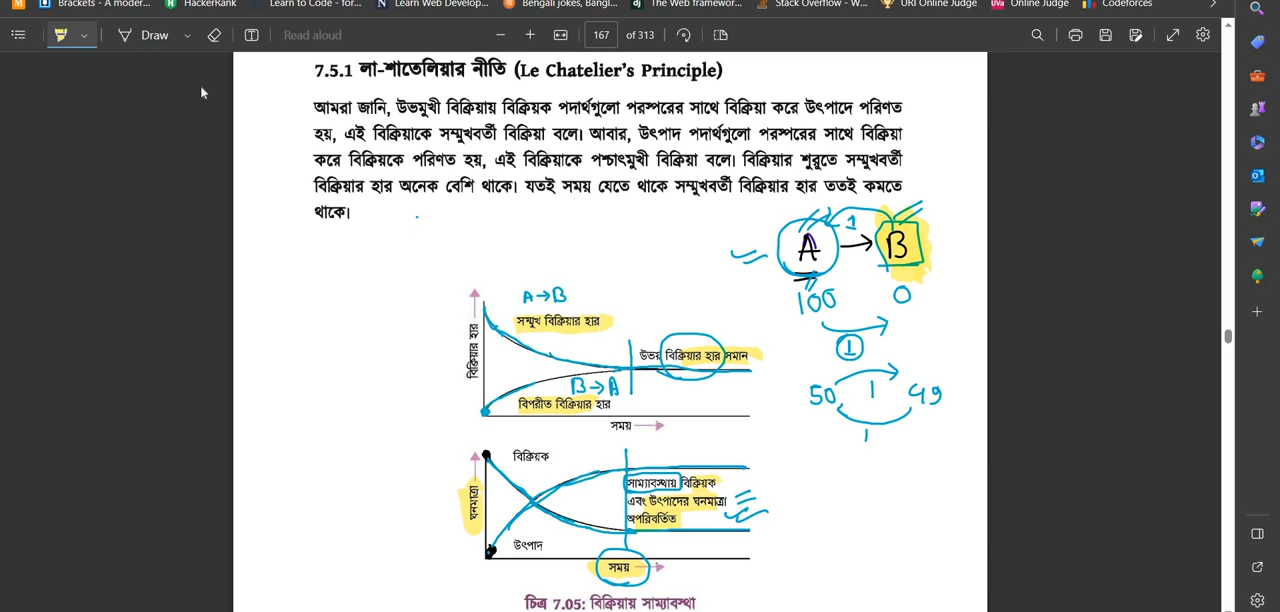 Brackets - A moder...
HackerRank
Learn to Code - for...
Learn Web Develop...
Bengali Jokes, Bangl...
The Web framewor...
Stack Overflow - W...
URI Online Judge
Online Judge
Codeforces
Draw
Read aloud
167 of 313
7.5.1 লা-শাতেলিয়ার নীতি (Le Chatelier's Principle)
আমরা জানি, উভমুখী বিক্রিয়ায় বিক্রিয়ক পদার্থগুলো পরস্পরের সাথে বিক্রিয়া করে উৎপাদে পরিণত
হয়, এই বিক্রিয়াকে সম্মুখবর্তী বিক্রিয়া বলে। আবার, উৎপাদ পদার্থগুলো পরস্পরের সাথে বিক্রিয়া
করে বিক্রিয়কে পরিণত হয়, এই বিক্রিয়াকে পশ্চাৎমুখী বিক্রিয়া বলে। বিক্রিয়ার শুরুতে সম্মুখবর্তী
বিক্রিয়ার হার অনেক বেশি থাকে। যতই সময় যেতে থাকে সম্মুখবর্তী বিক্রিয়ার হার ততই কমতে
থাকে।
1
A → B
100 0
1
50 1 49
1
A→B
সম্মুখ বিক্রিয়ার হার
বিক্রিয়ার হার
উভয় বিক্রিয়ার হার সমান
B→A
বিপরীত বিক্রিয়ার হার
সময়
বিক্রিয়ক
ঘনমাত্রা
সাম্যাবস্থায় বিক্রিয়ক
এবং উৎপাদের ঘনমাত্রা
অপরিবর্তিত
উৎপাদ
সময়
চিত্র 7.05: বিক্রিয়ায় সাম্যাবস্থা